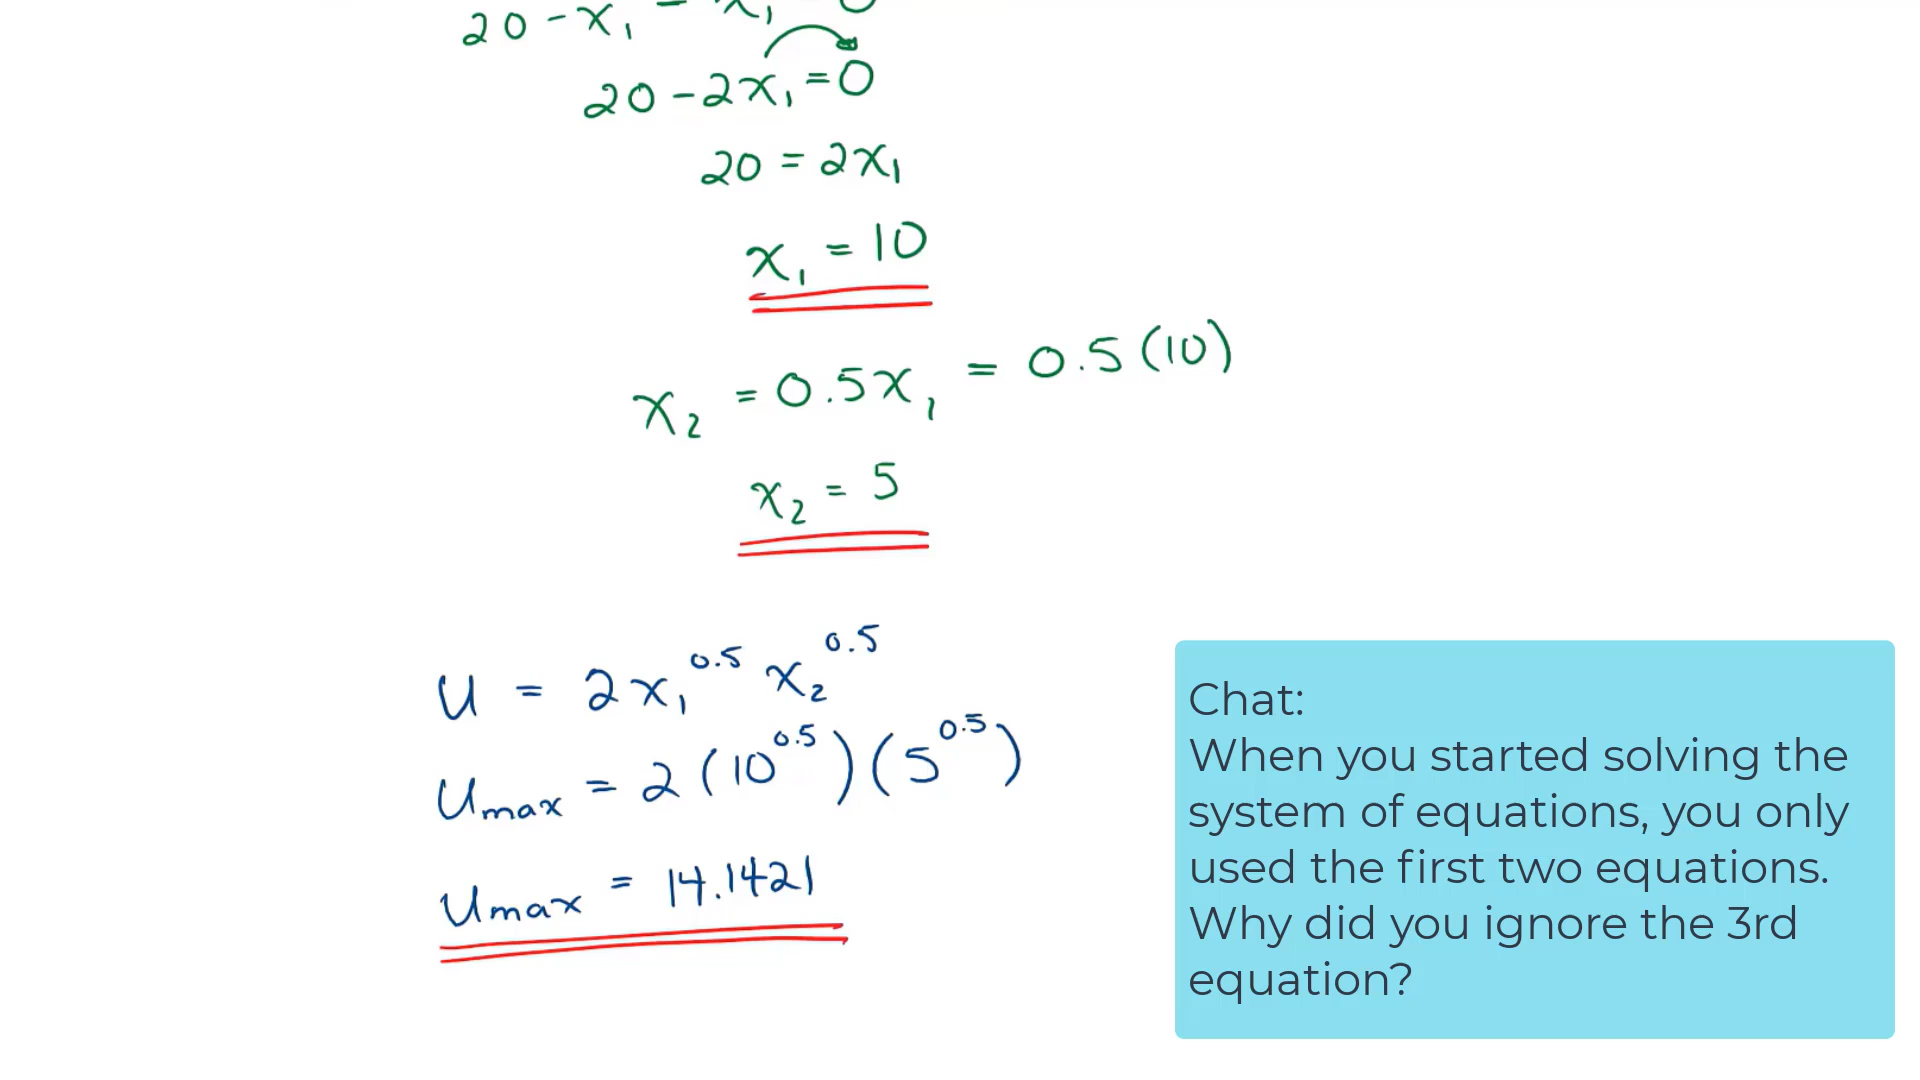 20 - x₁ - x₁ = 0
20 - 2x₁ = 0
20 = 2x₁
x₁ = 10
x₂ = 0.5x₁ = 0.5(10)
x₂ = 5
U = 2x₁^0.5 x₂^0.5
Umax = 2(10^0.5)(5^0.5)
Umax = 14.1421
Chat:
When you started solving the
system of equations, you only
used the first two equations.
Why did you ignore the 3rd
equation?